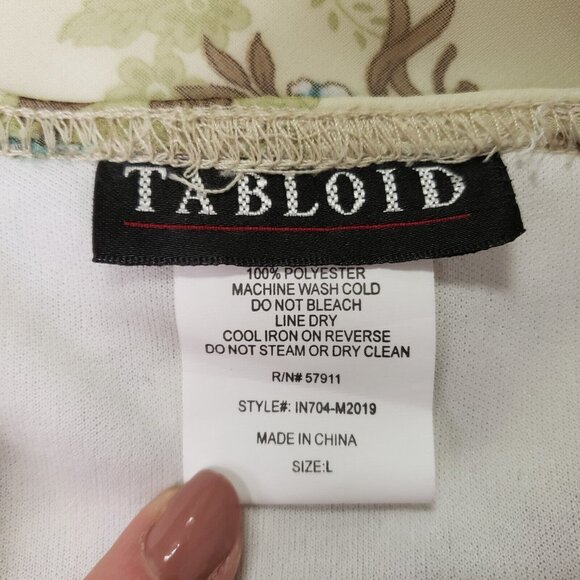 TABLOID
100% POLYESTER
MACHINE WASH COLD
DO NOT BLEACH
LINE DRY
COOL IRON ON REVERSE
DO NOT STEAM OR DRY CLEAN
R/N# 57911
STYLE#: IN704-M2019
MADE IN CHINA
SIZE:L